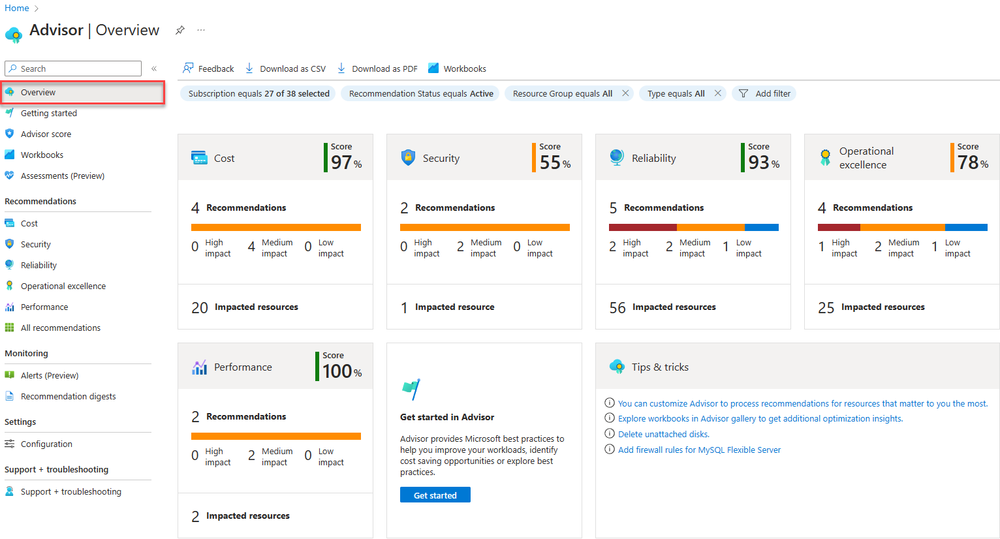 Home
Advisor | Overview
Search
Overview
Getting started
Advisor score
Workbooks
Assessments (Preview)
Recommendations
Cost
Security
Reliability
Operational excellence
Performance
All recommendations
Monitoring
Alerts (Preview)
Recommendation digests
Settings
Configuration
Support + troubleshooting
Support + troubleshooting
Feedback
Download as CSV
Download as PDF
Workbooks
Subscription equals 27 of 38 selected
Recommendation Status equals Active
Resource Group equals All
Type equals All
Add filter
Cost
Score
97%
4 Recommendations
0 High impact
4 Medium impact
0 Low impact
20 Impacted resources
Security
Score
55%
2 Recommendations
0 High impact
2 Medium impact
0 Low impact
1 Impacted resource
Reliability
Score
93%
5 Recommendations
2 High impact
2 Medium impact
1 Low impact
56 Impacted resources
Operational
excellence
Score
78%
4 Recommendations
1 High impact
2 Medium impact
1 Low impact
25 Impacted resources
Performance
Score
100%
2 Recommendations
0 High impact
2 Medium impact
0 Low impact
2 Impacted resources
Get started in Advisor
Advisor provides Microsoft best practices to
help you improve your workloads, identify
cost saving opportunities or explore best
practices.
Get started
Tips & tricks
You can customize Advisor to process recommendations for resources that matter to you the most.
Explore workbooks in Advisor gallery to get additional optimization insights.
Delete unattached disks.
Add firewall rules for MySQL Flexible Server